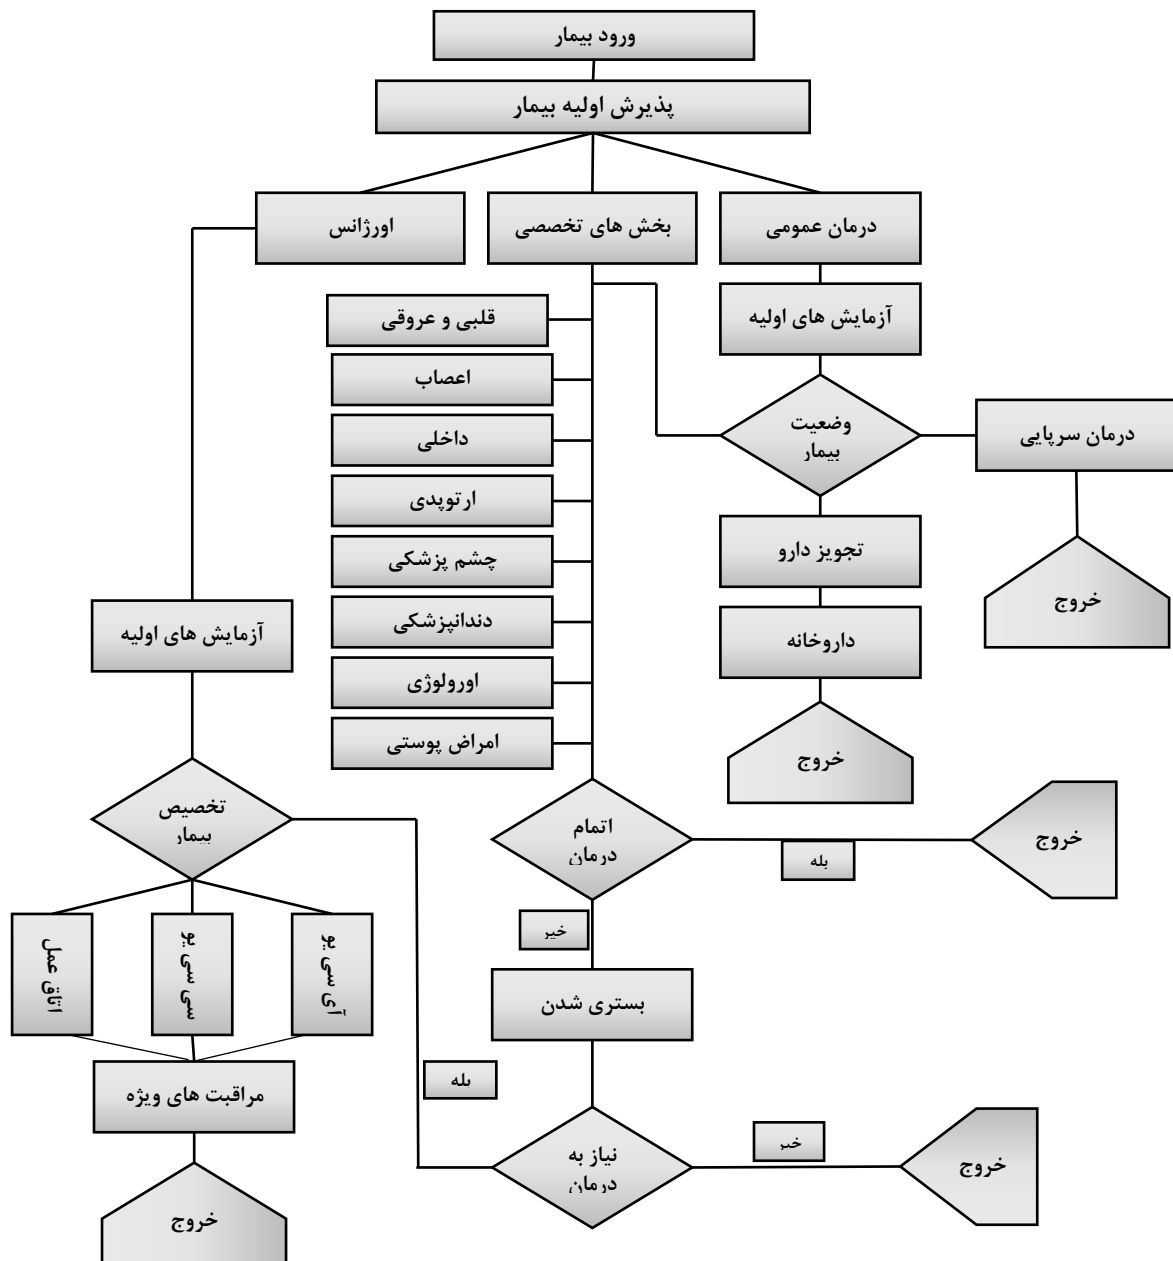 ورود بیمار
پذیرش اولیه بیمار
درمان عمومی
بخش های تخصصی
اورژانس
آزمایش های اولیه
قلبی و عروقی
اعصاب
داخلی
ارتوپدی
چشم پزشکی
دندانپزشکی
اورولوژی
امراض پوستی
وضعیت
بیمار
درمان سرپایی
خروج
تجویز دارو
داروخانه
خروج
آزمایش های اولیه
تخصیص
بیمار
اتمام
درمان
بله
خروج
خیر
آی سی یو
سی سی یو
اتاق عمل
بستری شدن
مراقبت های ویژه
بله
نیاز به
درمان
خیر
خروج
خروج